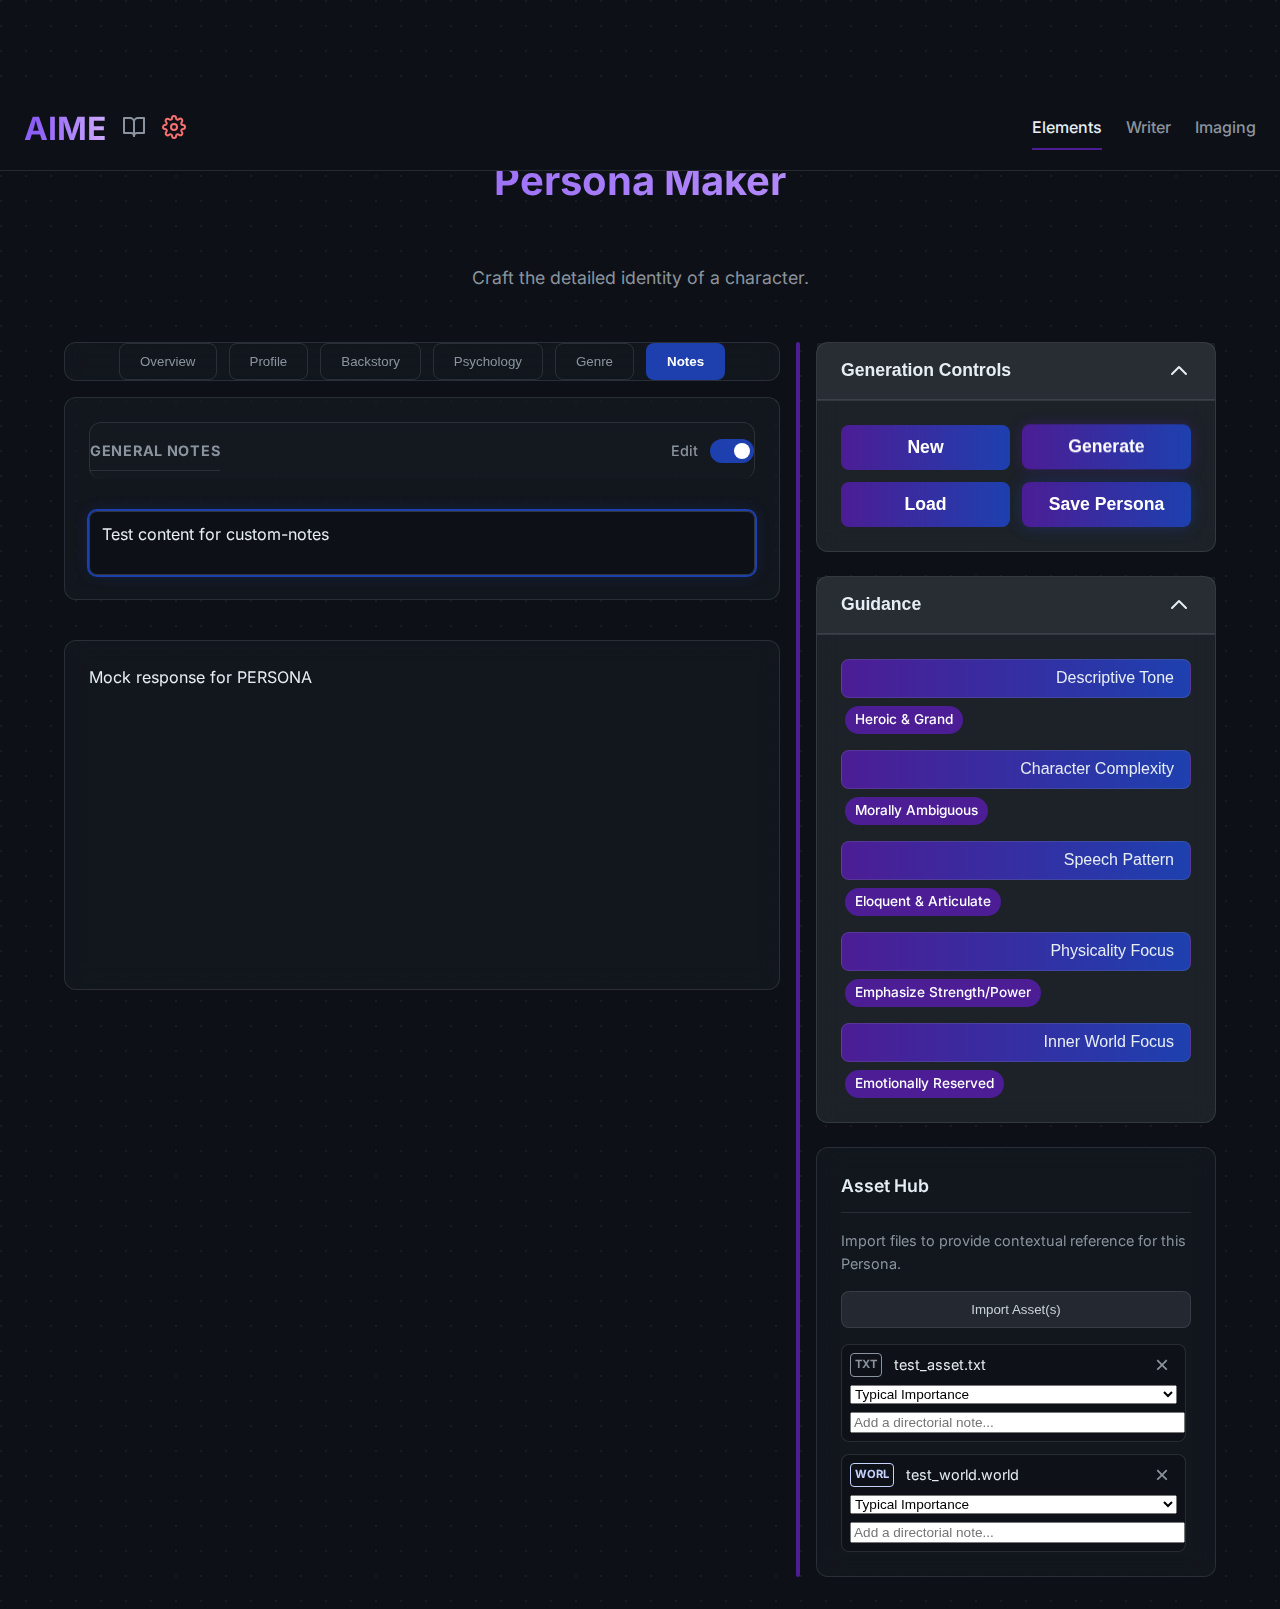 AIME
Elements
Writer
Imaging
Persona Maker
Craft the detailed identity of a character.
Overview
Profile
Backstory
Psychology
Genre
Notes
GENERAL NOTES
Edit
Test content for custom-notes
Mock response for PERSONA
Generation Controls
New
Generate
Load
Save Persona
Guidance
Descriptive Tone
Heroic & Grand
Character Complexity
Morally Ambiguous
Speech Pattern
Eloquent & Articulate
Physicality Focus
Emphasize Strength/Power
Inner World Focus
Emotionally Reserved
Asset Hub
Import files to provide contextual reference for this
Persona.
Import Asset(s)
TXT test_asset.txt
Typical Importance
Add a directorial note...
WORL test_world.world
Typical Importance
Add a directorial note...